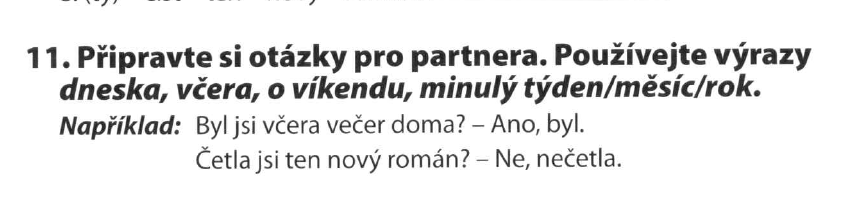 11. Připravte si otázky pro partnera. Používejte výrazy
dneska, včera, o víkendu, minulý týden/měsíc/rok.
Například: Byl jsi včera večer doma? – Ano, byl.
Četla jsi ten nový román? – Ne, nečetla.